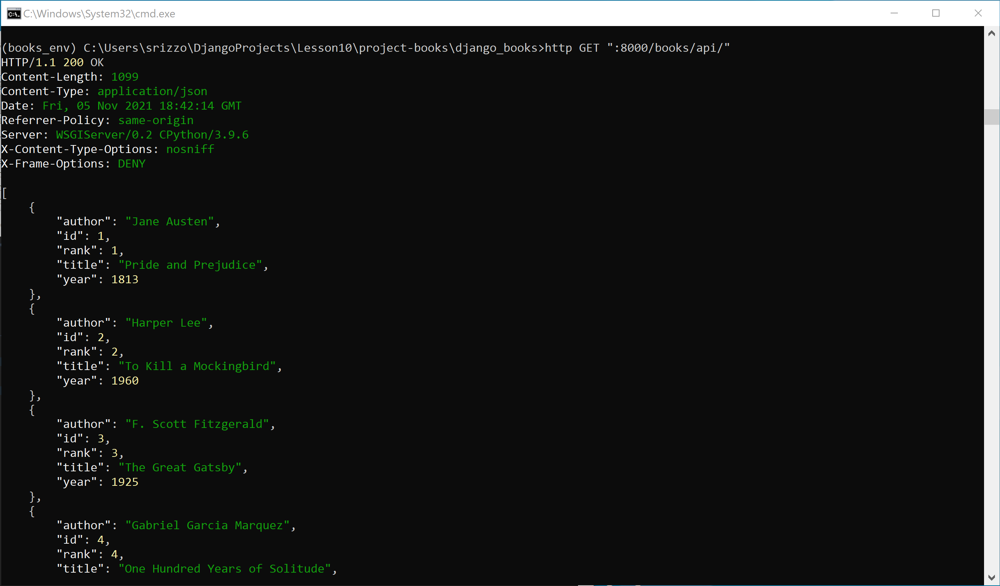 C:\Windows\System32\cmd.exe
(books_env) C:\Users\srizzo\DjangoProjects\Lesson10\project-books\django_books>http GET ":8000/books/api/"
HTTP/1.1 200 OK
Content-Length: 1099
Content-Type: application/json
Date: Fri, 05 Nov 2021 18:42:14 GMT
Referrer-Policy: same-origin
Server: WSGIServer/0.2 CPython/3.9.6
X-Content-Type-Options: nosniff
X-Frame-Options: DENY

[
    {
        "author": "Jane Austen",
        "id": 1,
        "rank": 1,
        "title": "Pride and Prejudice",
        "year": 1813
    },
    {
        "author": "Harper Lee",
        "id": 2,
        "rank": 2,
        "title": "To Kill a Mockingbird",
        "year": 1960
    },
    {
        "author": "F. Scott Fitzgerald",
        "id": 3,
        "rank": 3,
        "title": "The Great Gatsby",
        "year": 1925
    },
    {
        "author": "Gabriel Garcia Marquez",
        "id": 4,
        "rank": 4,
        "title": "One Hundred Years of Solitude",